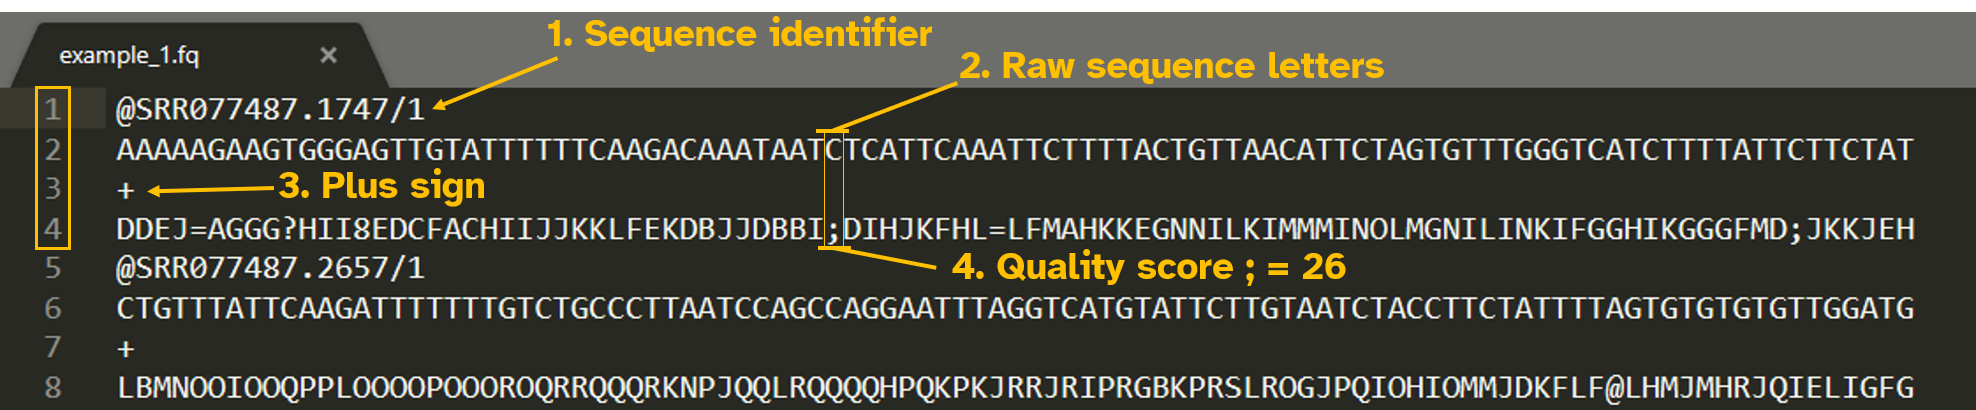 1. Sequence identifier
example_1.fq ×
2. Raw sequence letters
1 @SRR077487.1747/1
2 AAAAAGAAGTGGGAGTTGTATTTTTTCAAGACAAATAATCTCATTCAAATTCTTTTACTGTTAACATTCTAGTGTTTGGGTCATCTTTTATTCTTCTAT
3 +
3. Plus sign
4 DDEJ=AGGG?HII8EDCFACHIIJJKKLFEKDBJJDBBI;DIHJKFHL=LFMAHKKEGNNILKIMMMINOLMGNILINKIFGGHIKGGGFMD;JKKJEH
4. Quality score ; = 26
5 @SRR077487.2657/1
6 CTGTTTATTCAAGATTTTTTTGTCTGCCCTTAATCCAGCCAGGAATTTAGGTCATGTATTCTTGTAATCTACCTTCTATTTTAGTGTGTGTGTTGGATG
7 +
8 LBMNOOIOOQPPLOOOOPOOOROQRRQQQRKNPJQQLRQQQQHPQKPKJRRJRIPRGBKPRSLROGJPQIOHIOMMJDKFLF@LHMJMHRJQIELIGFG